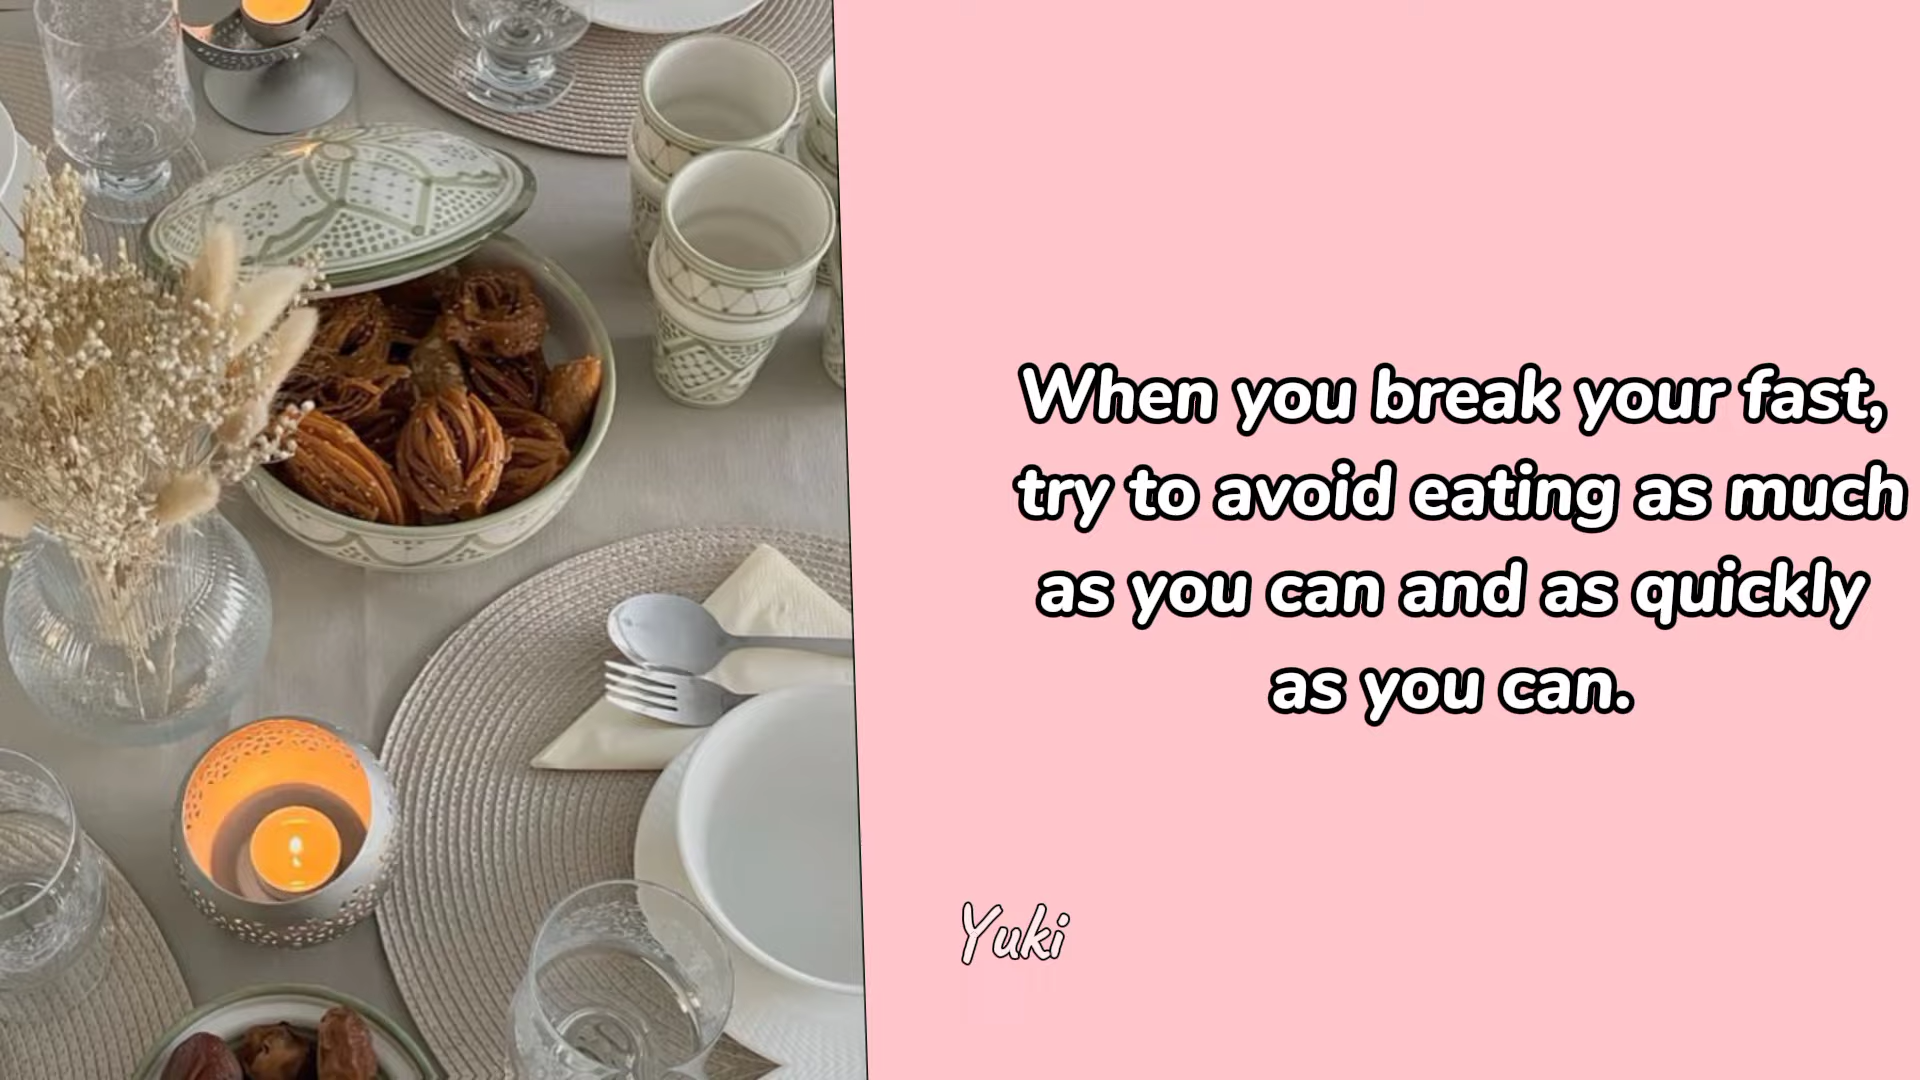 When you break your fast,
try to avoid eating as much
as you can and as quickly
as you can.
Yuki